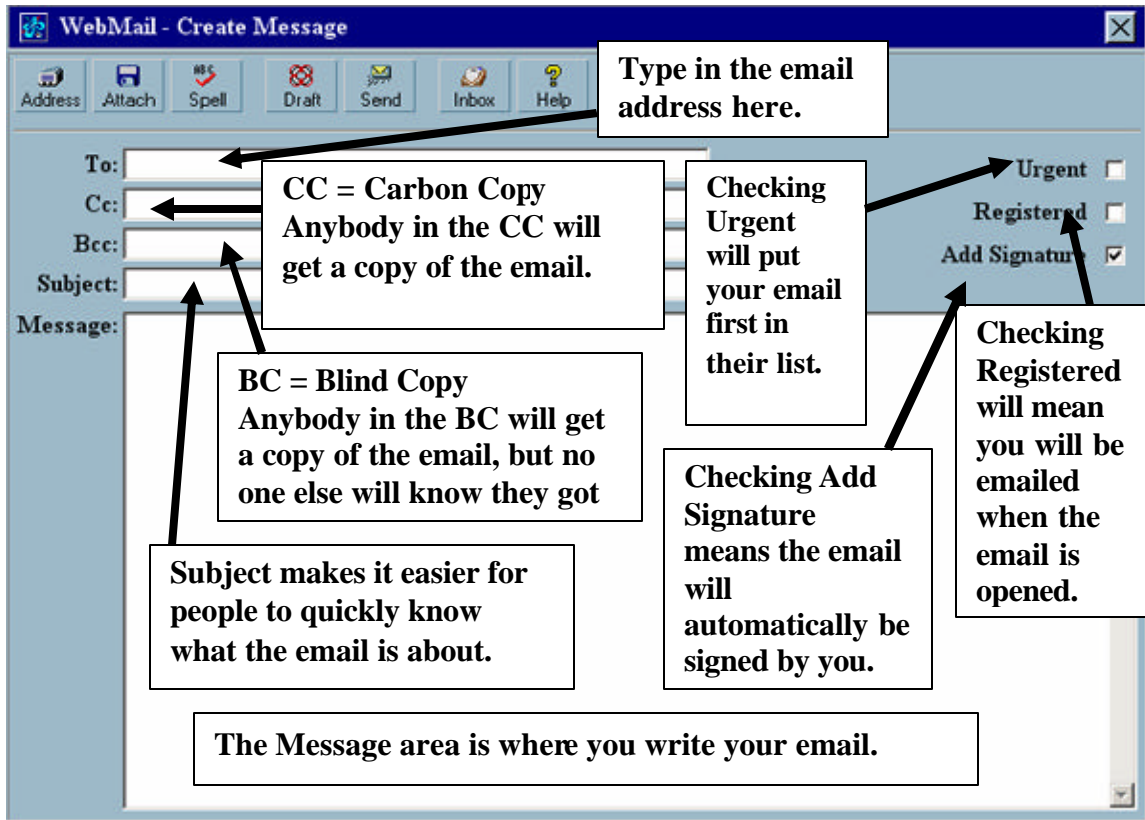 WebMail - Create Message
Address
Attach
ABC
Spell
Draft
Send
Inbox
Help
Type in the email
address here.
To:
Cc:
Bcc:
Subject:
Message:
CC = Carbon Copy
Anybody in the CC will
get a copy of the email.
Checking
Urgent
will put
your email
first in
their list.
Urgent
Registered
Add Signature
BC = Blind Copy
Anybody in the BC will get
a copy of the email, but no
one else will know they got
Checking
Registered
will mean
you will be
emailed
when the
email is
opened.
Checking Add
Signature
means the email
will
automatically be
signed by you.
Subject makes it easier for
people to quickly know
what the email is about.
The Message area is where you write your email.